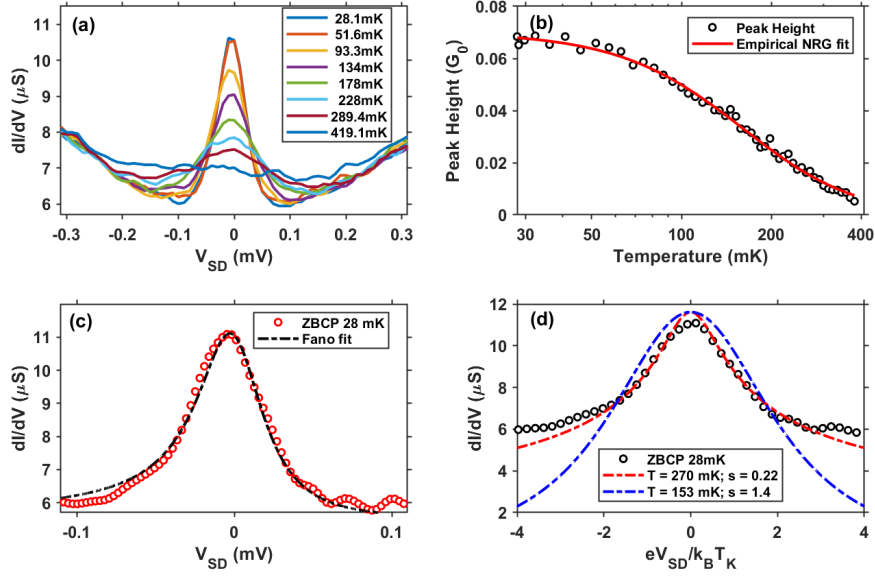 (a)
28.1mK
51.6mK
93.3mK
134mK
178mK
228mK
289.4mK
419.1mK
11
10
9
8
7
6
dI/dV (μS)
-0.3 -0.2 -0.1 0 0.1 0.2 0.3
V_SD (mV)
(b)
Peak Height
Empirical NRG fit
0.08
0.06
0.04
0.02
0
Peak Height (G_0)
30 50 100 200 400
Temperature (mK)
(c)
ZBCP 28 mK
Fano fit
11
10
9
8
7
6
dI/dV (μS)
-0.1 0 0.1
V_SD (mV)
(d)
12
10
8
6
4
2
dI/dV (μS)
ZBCP 28mK
T = 270 mK; s = 0.22
T = 153 mK; s = 1.4
-4 -2 0 2 4
eV_SD/k_BT_K